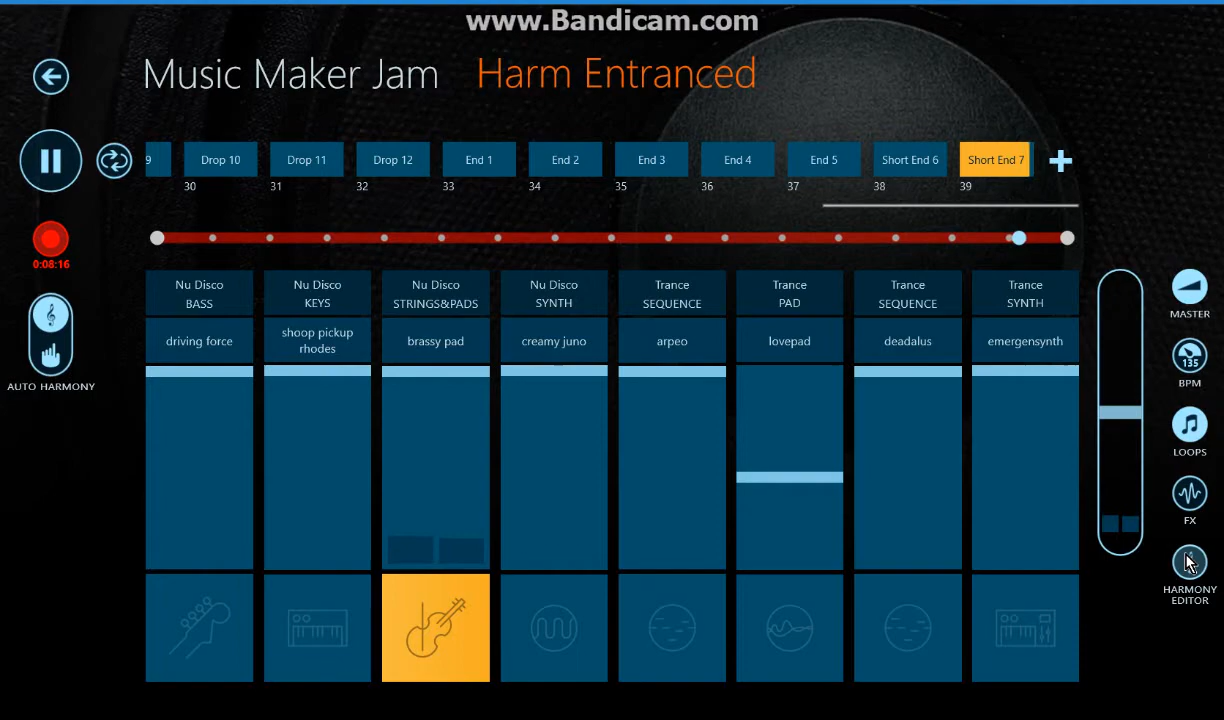 www.Bandicam.com
Music Maker Jam Harm Entranced
9 Drop 10 Drop 11 Drop 12 End 1 End 2 End 3 End 4 End 5 Short End 6 Short End 7
30 31 32 33 34 35 36 37 38 39
0:08:16
AUTO HARMONY
Nu Disco Nu Disco Nu Disco Nu Disco Trance Trance Trance Trance
BASS KEYS STRINGS&PADS SYNTH SEQUENCE PAD SEQUENCE SYNTH
driving force shoop pickup rhodes brassy pad creamy juno arpeo lovepad deadalus emergensynth
MASTER
135
BPM
LOOPS
FX
HARMONY
EDITOR